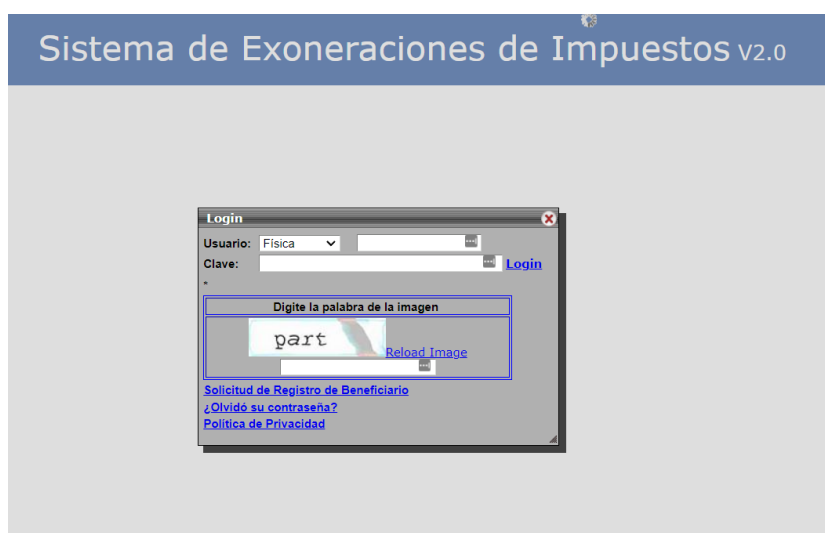 Sistema de Exoneraciones de Impuestos V2.0
Login
Usuario: Física
Clave: Login
*
Digite la palabra de la imagen
part Reload Image
Solicitud de Registro de Beneficiario
¿Olvidó su contraseña?
Política de Privacidad